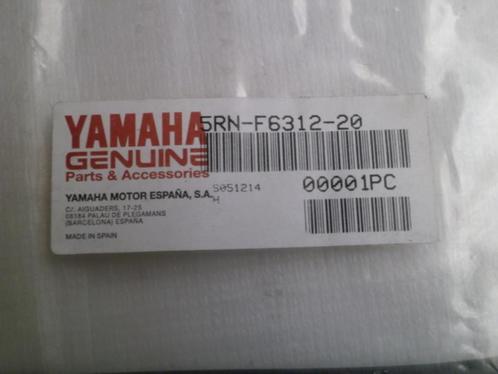 YAMAHA
GENUINE
Parts & Accessories
5RN-F6312-20
YAMAHA MOTOR ESPAÑA, S.A.
S051214
H
00001PC
C/. AIGUADERS, 17-25
08184 PALAU DE PLEGAMANS
(BARCELONA) ESPAÑA
MADE IN SPAIN